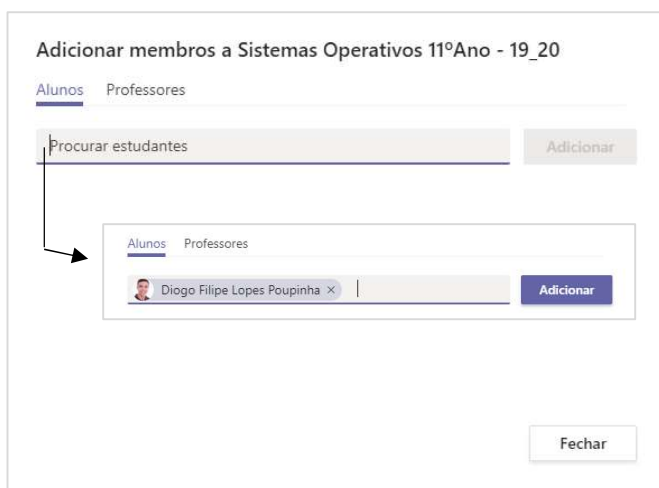 Adicionar membros a Sistemas Operativos 11ºAno - 19_20
Alunos Professores
Procurar estudantes Adicionar
Alunos Professores
Diogo Filipe Lopes Poupinha × Adicionar
Fechar